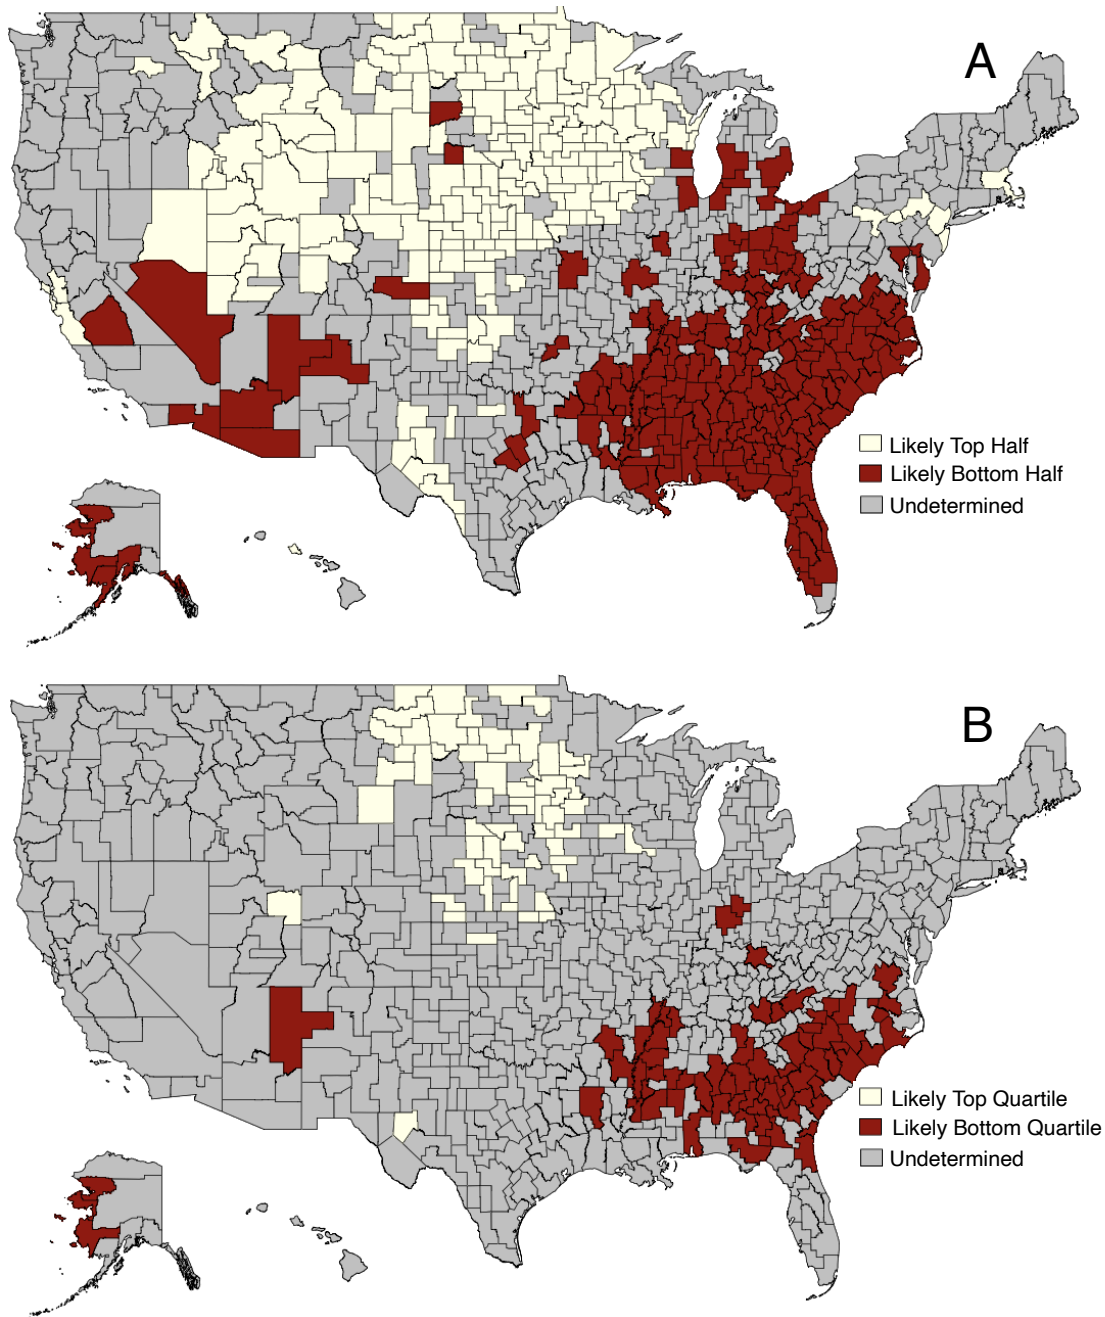 A
Likely Top Half
Likely Bottom Half
Undetermined
B
Likely Top Quartile
Likely Bottom Quartile
Undetermined